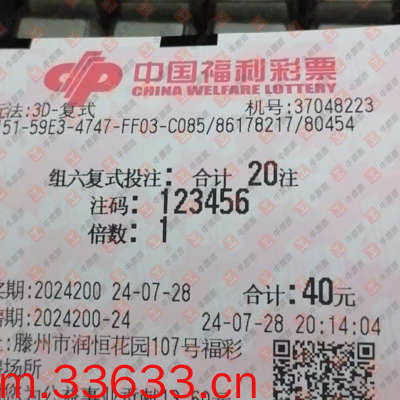 中国福利彩票
CHINA WELFARE LOTTERY
玩法:3D-复式 机号:37048223
51-59E3-4747-FF03-C085/86178217/80454
组六复式投注: 合计 20注
注码: 123456
倍数: 1
奖期:2024200 24-07-28 合计:40元
销期:2024200-24 24-07-28 20:14:04
址:滕州市润恒花园107号福彩
场所
m.33633.cn